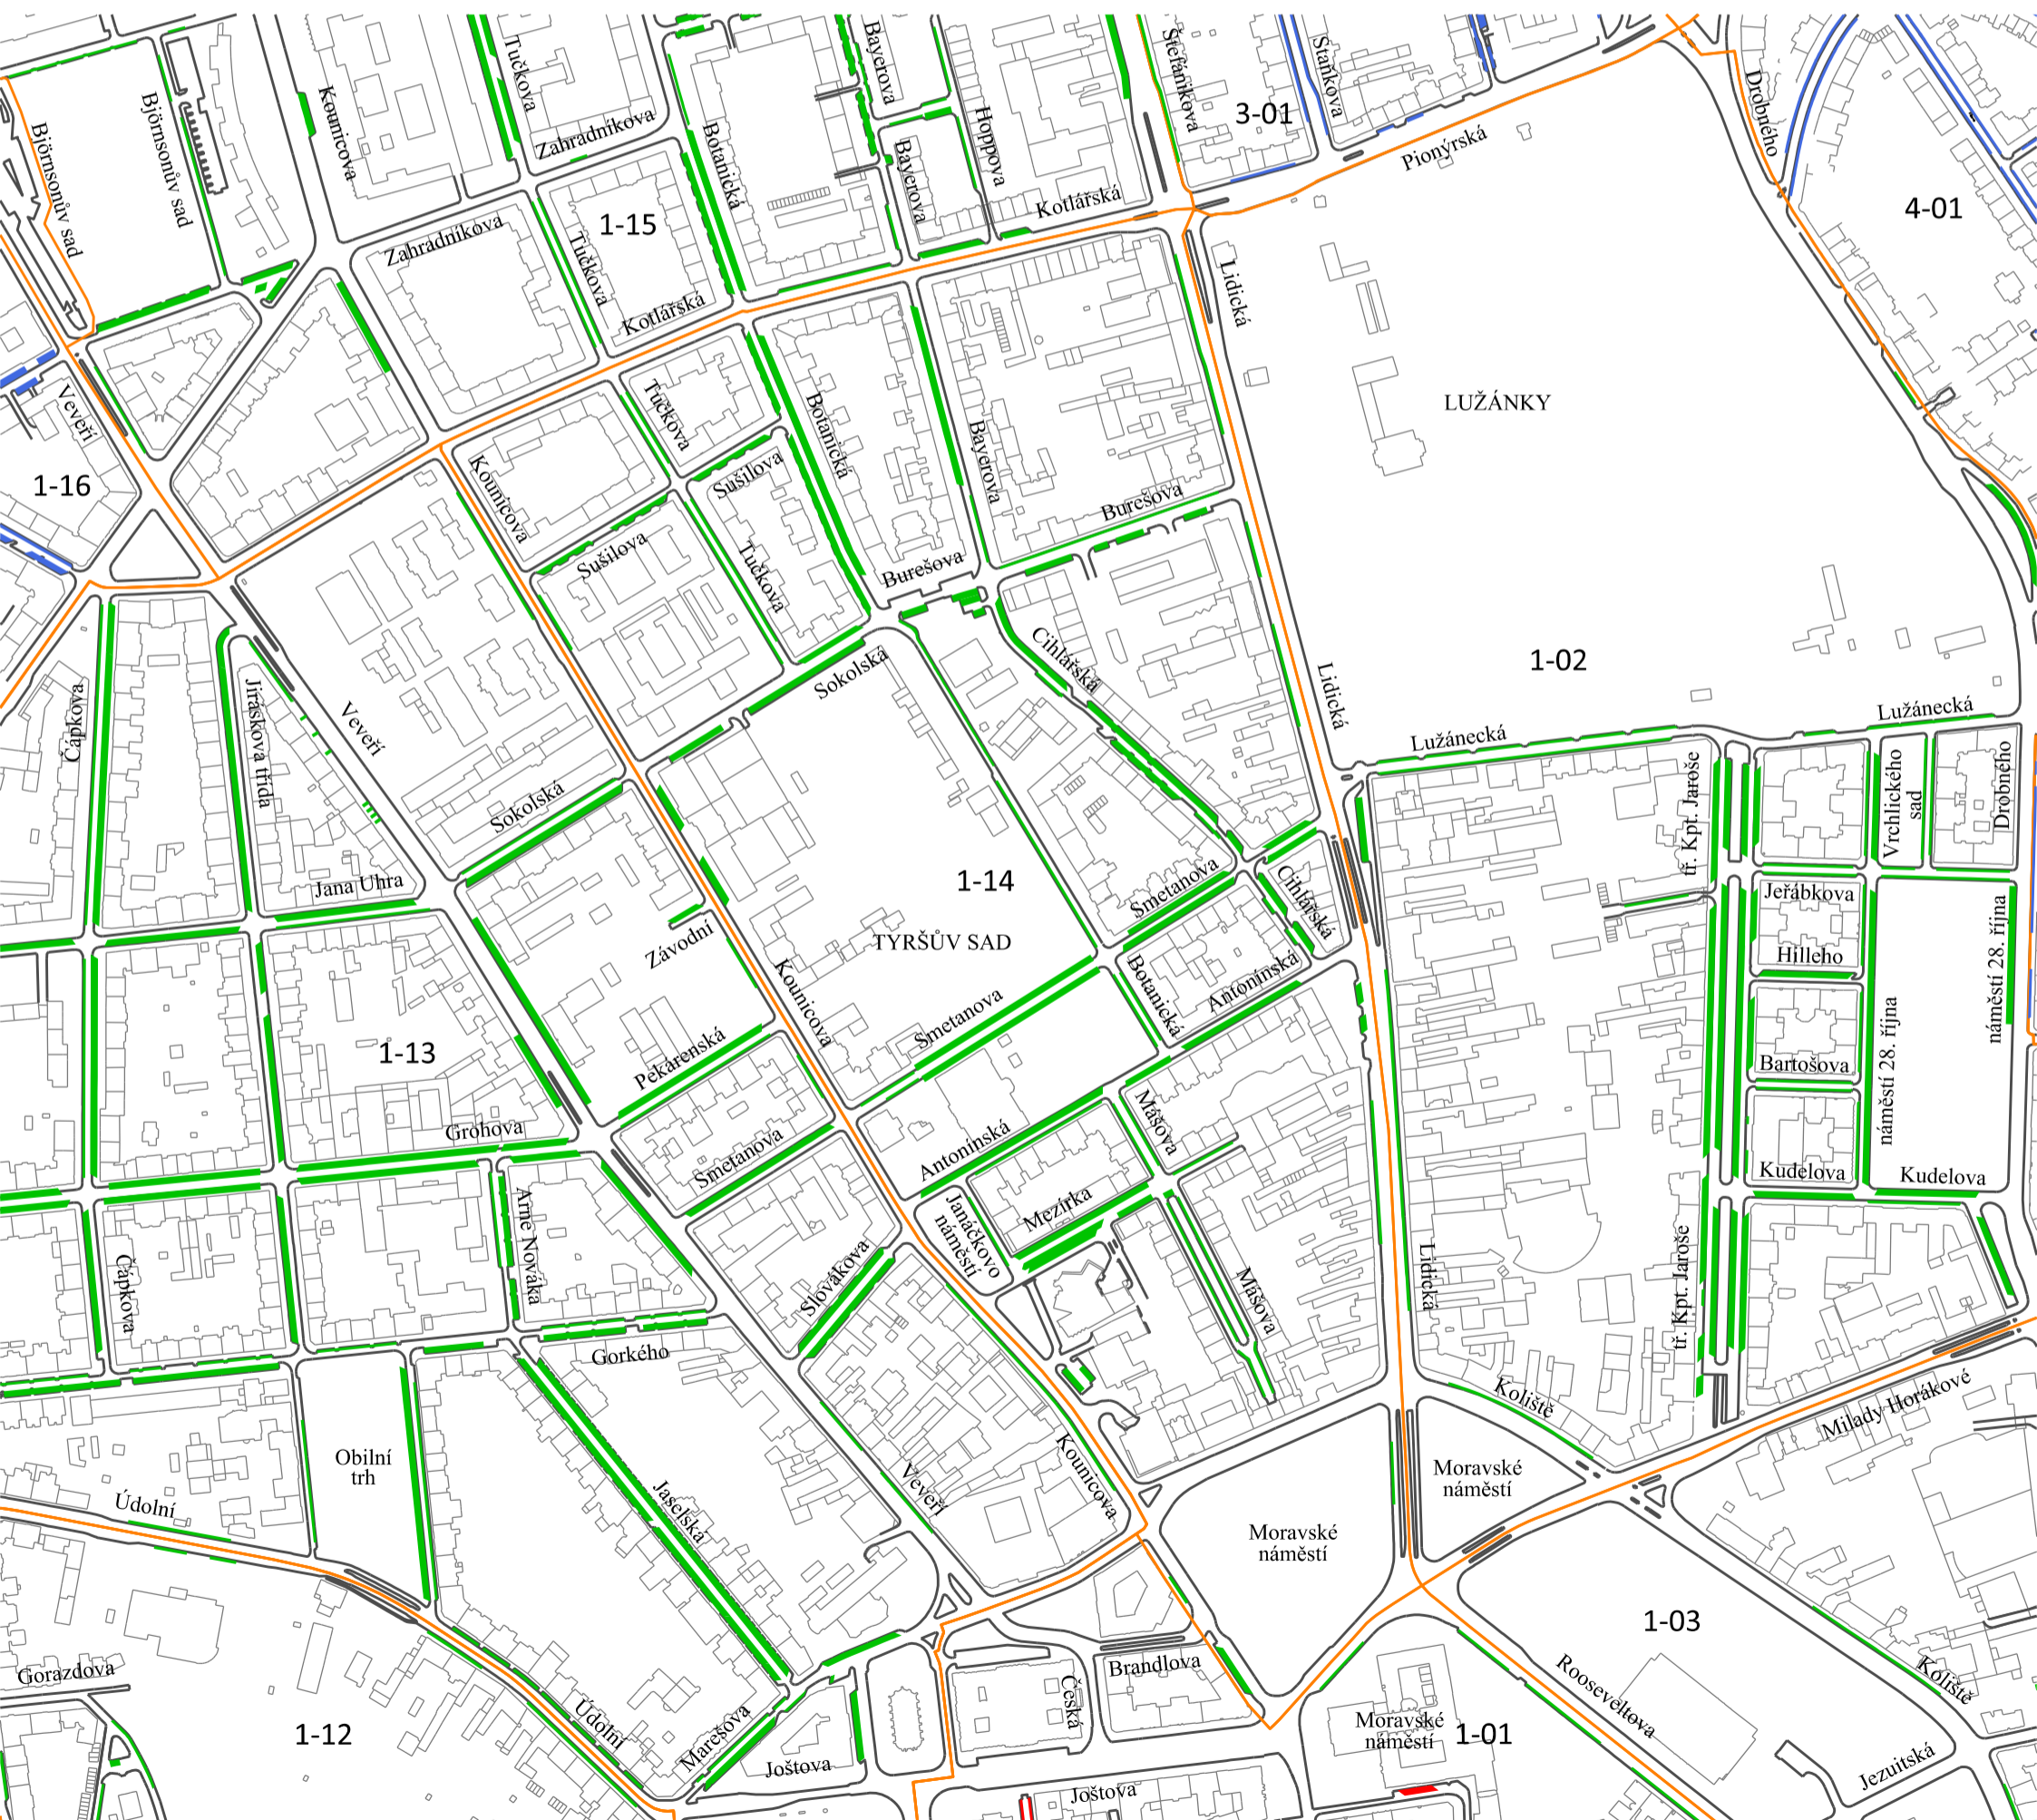 Tučkova
Bayerova
Štefánikova
Staňkova
Drobného
Björnsonův sad
Björnsonův sad
Kounicova
Zahradníkova
Botanická
Hoppova
3-01
Pionýrská
Bayerova
Kotlářská
4-01
1-15
Zahradníkova
Tučkova
Kotlářská
Lidická
LUŽÁNKY
Veveří
Tučkova
Botanická
Bayerova
1-16
Kounicova
Sušilova
Burešova
Sušilova
Tučkova
Burešova
Cihlářská
Sokolská
1-02
Lidická
Čápkova
Jiráskova třída
Veveří
Lužánecká
Lužánecká
Sokolská
tř. Kpt. Jaroše
Vrchlického
sad
Drobného
1-14
Jana Uhra
Smetanova
Cihlářská
Jeřábkova
Závodní
TYRŠŮV SAD
Hilleho
náměstí 28. října
Kounicova
Botanická
Antonínská
Smetanova
1-13
Pekárenská
Bartošova
náměstí 28. října
Grohova
Mášova
Antonínská
Smetanova
Kudelova
Kudelova
Arne Nováka
Janáčkovo
náměstí
Mezírka
Čápkova
Slovákova
Mášova
Lidická
tř. Kpt. Jaroše
Gorkého
Koliště
Milady Horákové
Obilní
trh
Veveří
Kounicova
Moravské
náměstí
Údolní
Jaselská
Moravské
náměstí
1-03
Gorazdova
Brandlova
Rooseveltova
Koliště
1-12
Údolní
Marešova
Česká
Moravské
náměstí
1-01
Joštova
Joštova
Jezuitská